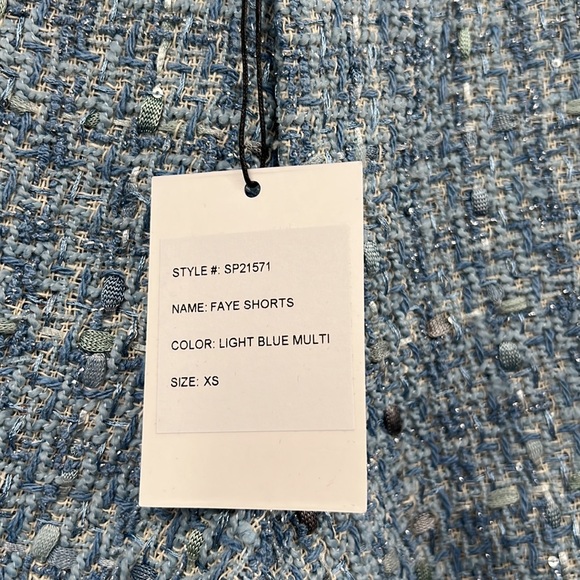 STYLE #: SP21571
NAME: FAYE SHORTS
COLOR: LIGHT BLUE MULTI
SIZE: XS